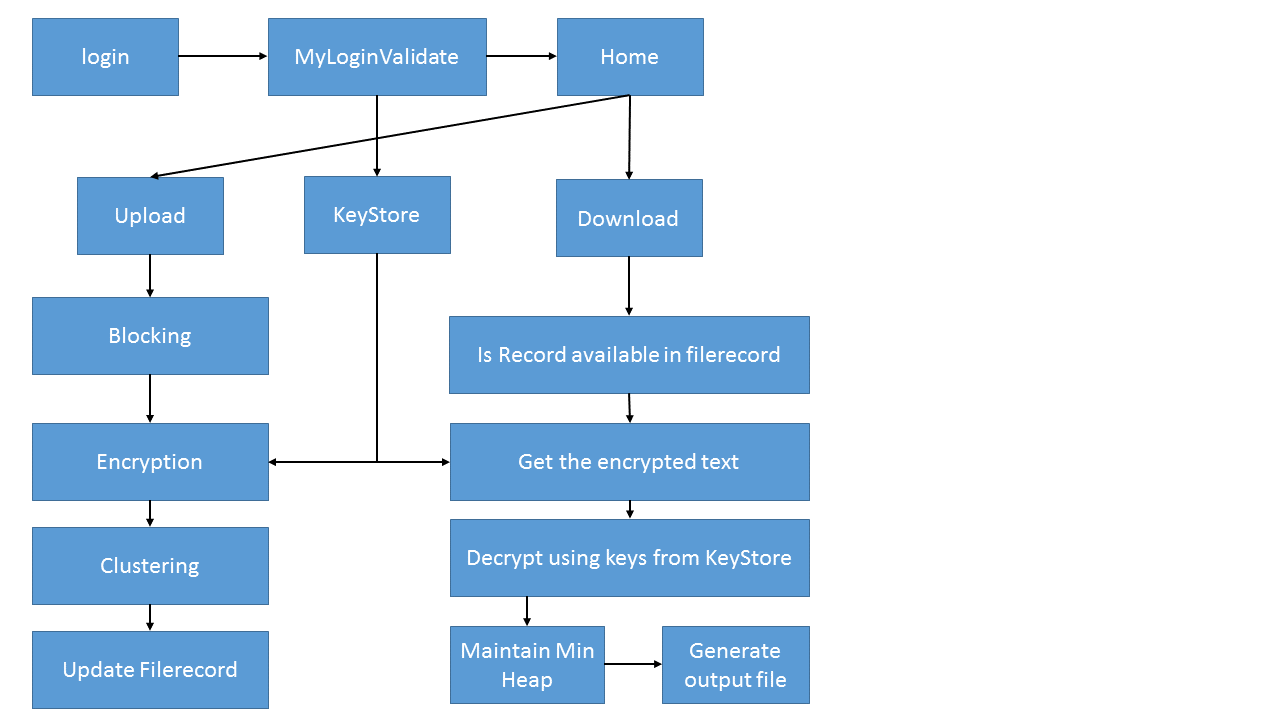 login
MyLoginValidate
Home
Upload
KeyStore
Download
Blocking
Is Record available in filerecord
Encryption
Get the encrypted text
Clustering
Decrypt using keys from KeyStore
Update Filerecord
Maintain Min
Heap
Generate
output file